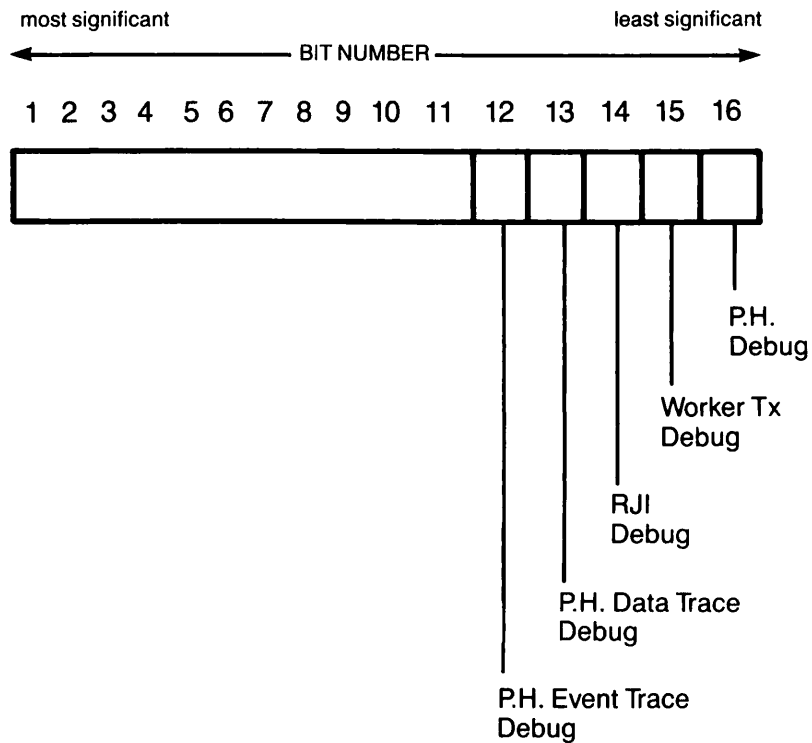 most significant least significant
BIT NUMBER
1 2 3 4 5 6 7 8 9 10 11 12 13 14 15 16
P.H.
Debug
Worker Tx
Debug
RJI
Debug
P.H. Data Trace
Debug
P.H. Event Trace
Debug